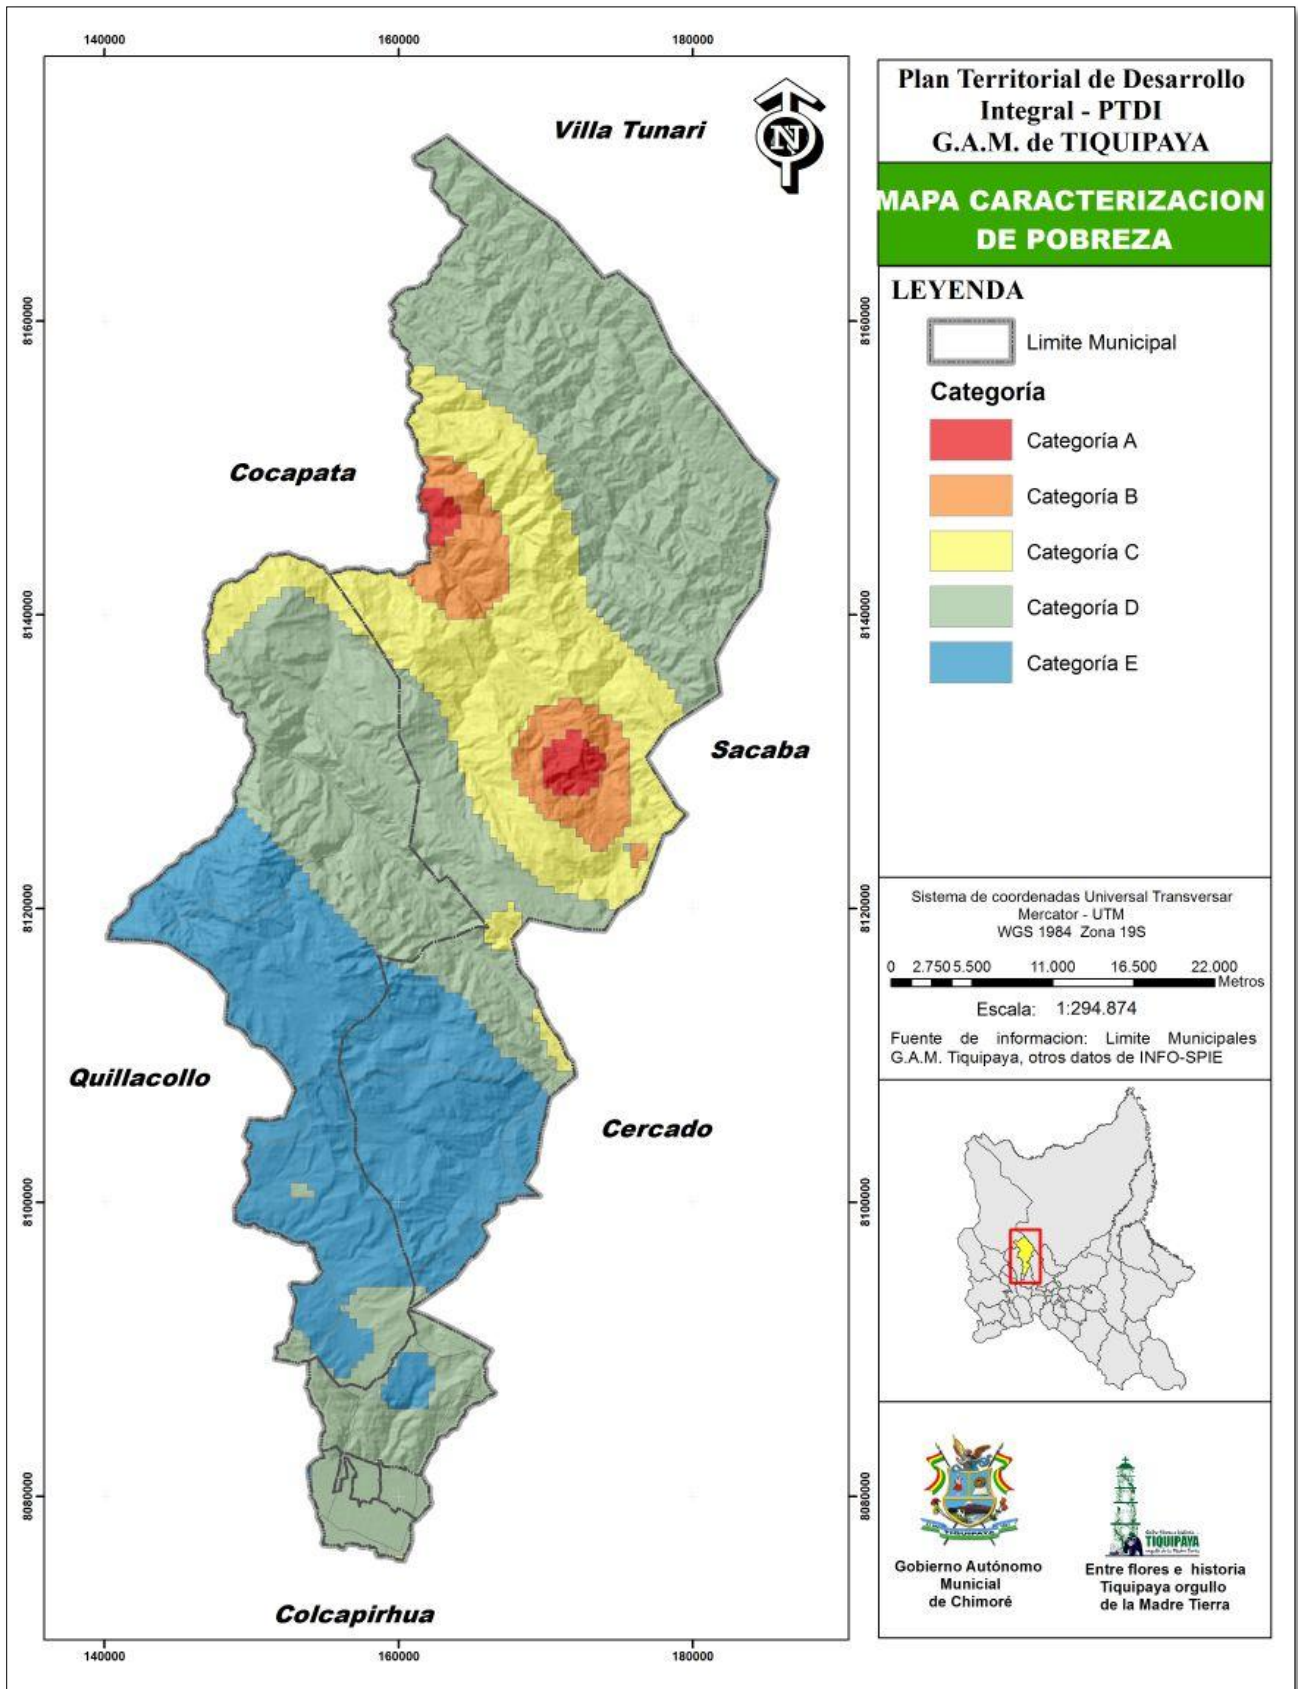 140000
160000
180000
Villa Tunari
N
Cocapata
Sacaba
Quillacollo
Cercado
Colcapirhua
8160000
8140000
8120000
8100000
8080000
8160000
8140000
8120000
8100000
8080000
140000
160000
180000
Plan Territorial de Desarrollo
Integral - PTDI
G.A.M. de TIQUIPAYA
MAPA CARACTERIZACION
DE POBREZA
LEYENDA
Limite Municipal
Categoría
Categoría A
Categoría B
Categoría C
Categoría D
Categoría E
Sistema de coordenadas Universal Transversar
Mercator - UTM
WGS 1984 Zona 19S
0 2.750 5.500 11.000 16.500 22.000
Metros
Escala: 1:294.874
Fuente de informacion: Limite Municipales
G.A.M. Tiquipaya, otros datos de INFO-SPIE
TIQUIPAYA
Gobierno Autónomo
Municial
de Chimoré
TIQUIPAYA
Entre flores e historia
Tiquipaya orgullo
de la Madre Tierra